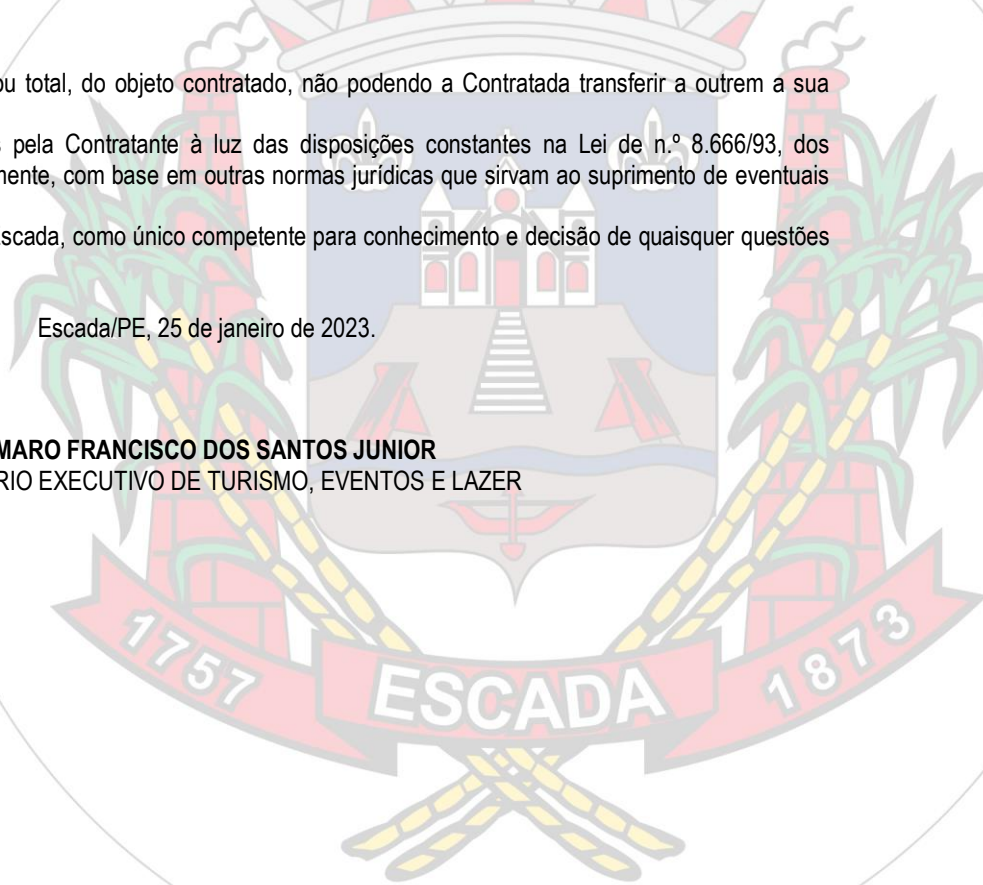 ou total, do objeto contratado, não podendo a Contratada transferir a outrem a sua
pela Contratante à luz das disposições constantes na Lei de n.º 8.666/93, dos
mente, com base em outras normas jurídicas que sirvam ao suprimento de eventuais
scada, como único competente para conhecimento e decisão de quaisquer questões
Escada/PE, 25 de janeiro de 2023.
MARO FRANCISCO DOS SANTOS JUNIOR
RIO EXECUTIVO DE TURISMO, EVENTOS E LAZER
1757 ESCADA 1873